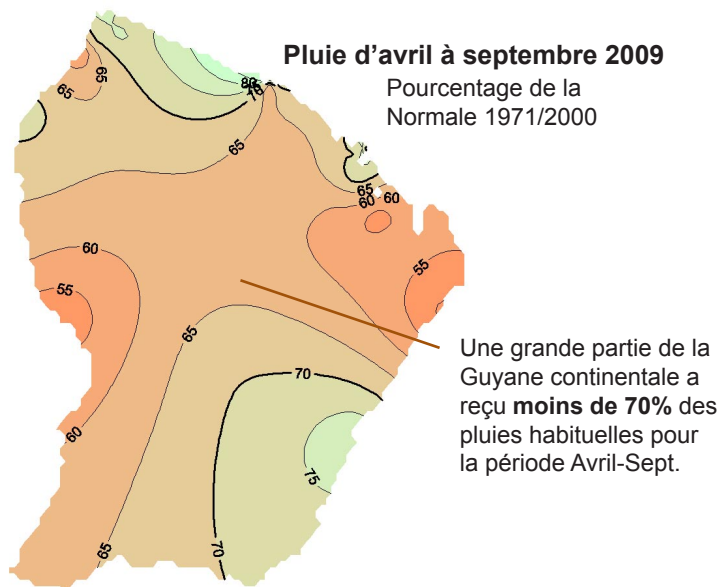 Pluie d’avril à septembre 2009
Pourcentage de la
Normale 1971/2000
65
65
80
65
65
60
60
60
55
55
65
70
60
75
65
70
Une grande partie de la
Guyane continentale a
reçu moins de 70% des
pluies habituelles pour
la période Avril-Sept.